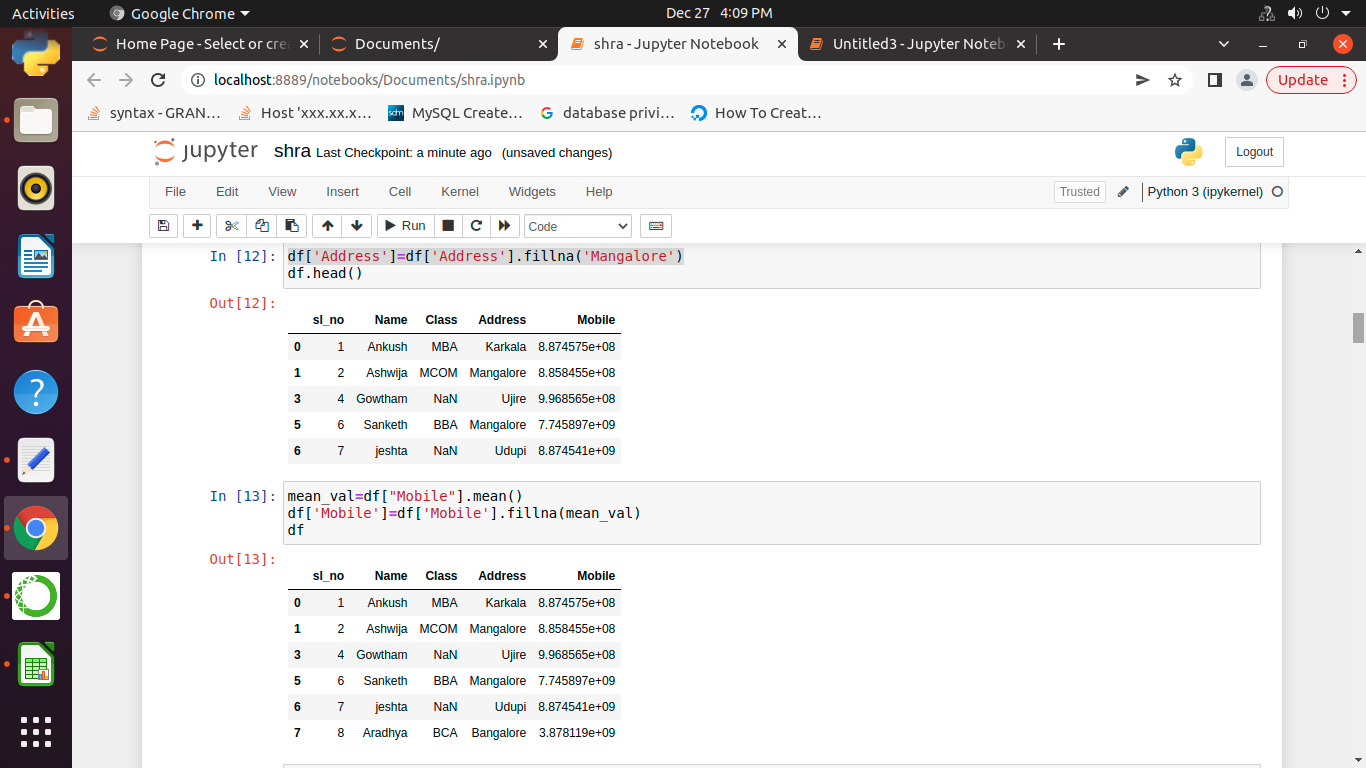 Activities Google Chrome Dec 27 4:09 PM
Home Page - Select or cre Documents/ shra - Jupyter Notebook Untitled3 - Jupyter Noteb
localhost:8889/notebooks/Documents/shra.ipynb Update
syntax - GRAN... Host 'xxx.xx.x... MySQL Create... database privi... How To Creat...
jupyter shra Last Checkpoint: a minute ago (unsaved changes) Logout
File Edit View Insert Cell Kernel Widgets Help Trusted Python 3 (ipykernel)
Run Code
In [12]: df['Address']=df['Address'].fillna('Mangalore')
df.head()
Out[12]:
sl_no Name Class Address Mobile
0 1 Ankush MBA Karkala 8.874575e+08
1 2 Ashwija MCOM Mangalore 8.858455e+08
3 4 Gowtham NaN Ujire 9.968565e+08
5 6 Sanketh BBA Mangalore 7.745897e+09
6 7 jeshta NaN Udupi 8.874541e+09
In [13]: mean_val=df["Mobile"].mean()
df['Mobile']=df['Mobile'].fillna(mean_val)
df
Out[13]:
sl_no Name Class Address Mobile
0 1 Ankush MBA Karkala 8.874575e+08
1 2 Ashwija MCOM Mangalore 8.858455e+08
3 4 Gowtham NaN Ujire 9.968565e+08
5 6 Sanketh BBA Mangalore 7.745897e+09
6 7 jeshta NaN Udupi 8.874541e+09
7 8 Aradhya BCA Bangalore 3.878119e+09